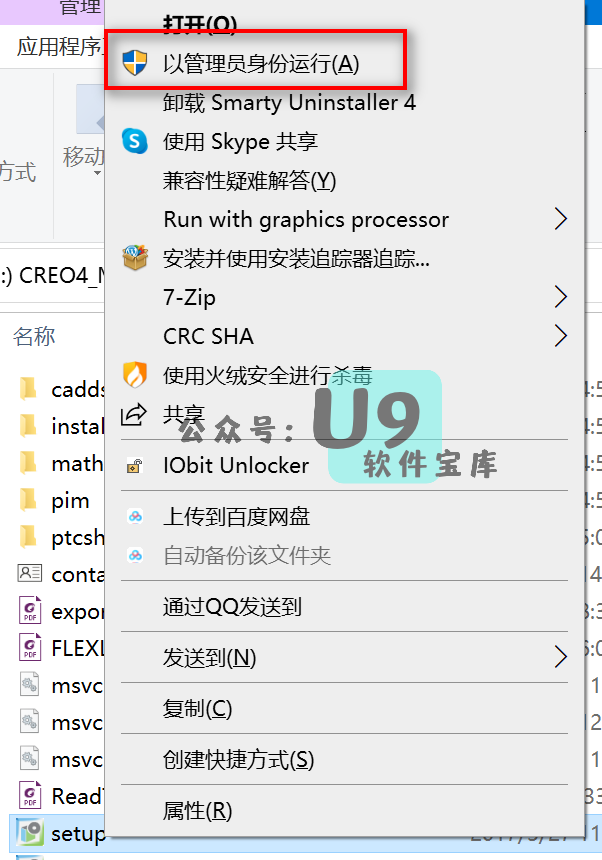 管理
打开(O)
应用程序
以管理员身份运行(A)
卸载 Smarty Uninstaller 4
使用 Skype 共享
移动
方式
兼容性疑难解答(Y)
Run with graphics processor
安装并使用安装追踪器追踪...
:) CREO4_
7-Zip
名称
CRC SHA
使用火绒安全进行杀毒
cadds
共享
公众号:
U9
软件宝库
instal
IObit Unlocker
math
pim
上传到百度网盘
ptcsh
自动备份该文件夹
conta
通过QQ发送到
expor
FLEXL
发送到(N)
msvc
复制(C)
msvc
创建快捷方式(S)
msvc
Read
属性(R)
setup